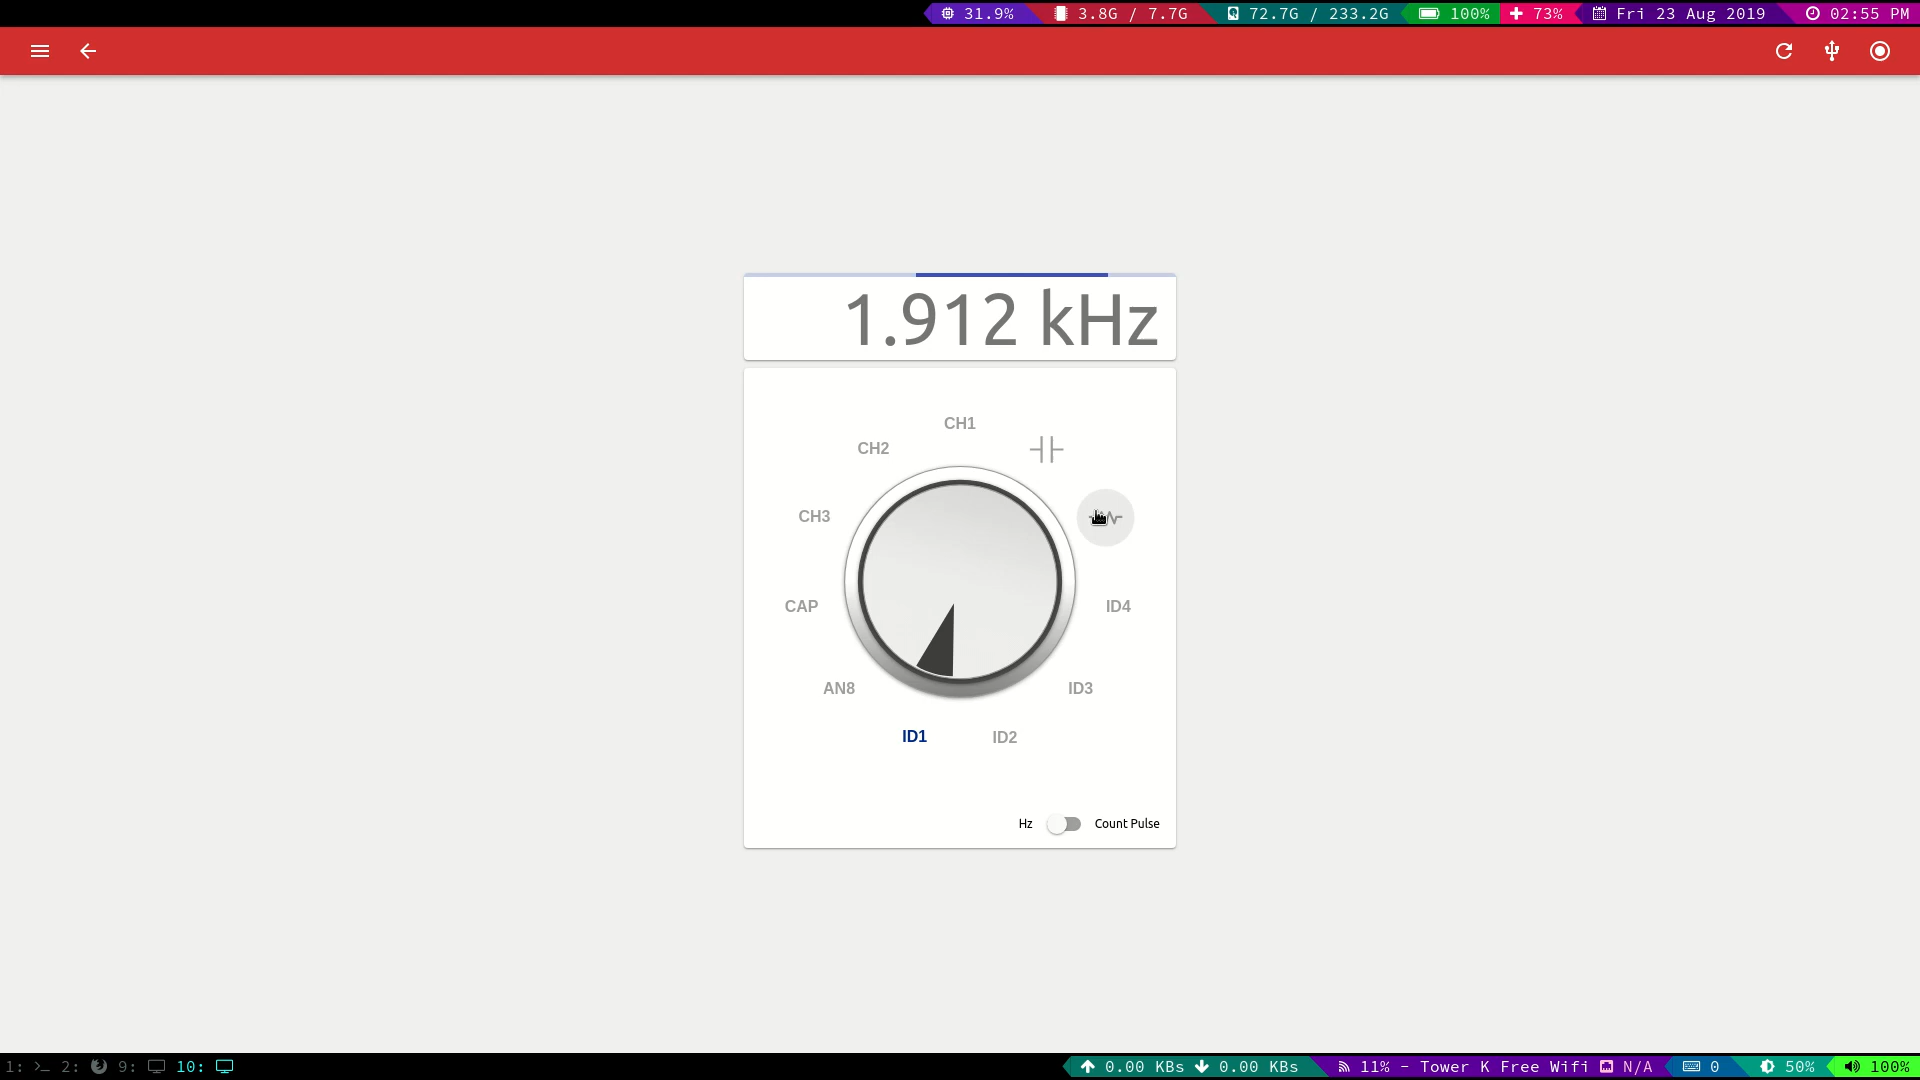 31.9% 3.8G / 7.7G 72.7G / 233.2G 100% 73% Fri 23 Aug 2019 02:55 PM
1.912 kHz
CH1
CH2
CH3
ID4
CAP
AN8
ID3
ID1
ID2
Hz Count Pulse
1: 2: 9: 10: 0.00 KBs 0.00 KBs 11% - Tower K Free Wifi N/A 0 50% 100%